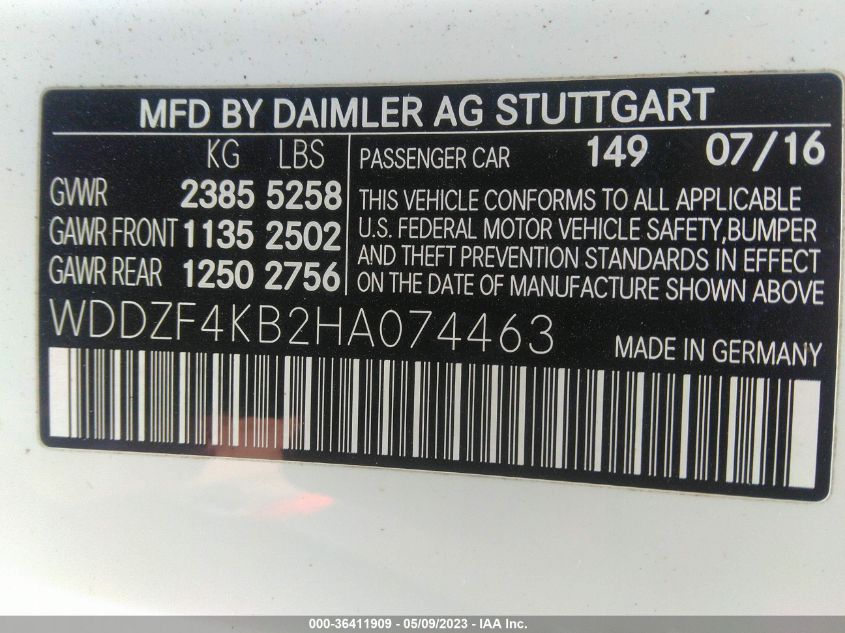 MFD BY DAIMLER AG STUTTGART
KG LBS
GVWR 2385 5258
GAWR FRONT 1135 2502
GAWR REAR 1250 2756
PASSENGER CAR 149 07/16
THIS VEHICLE CONFORMS TO ALL APPLICABLE
U.S. FEDERAL MOTOR VEHICLE SAFETY,BUMPER
AND THEFT PREVENTION STANDARDS IN EFFECT
ON THE DATE OF MANUFACTURE SHOWN ABOVE
WDDZF4KB2HA074463
MADE IN GERMANY
000-36411909 - 05/09/2023 - IAA Inc.